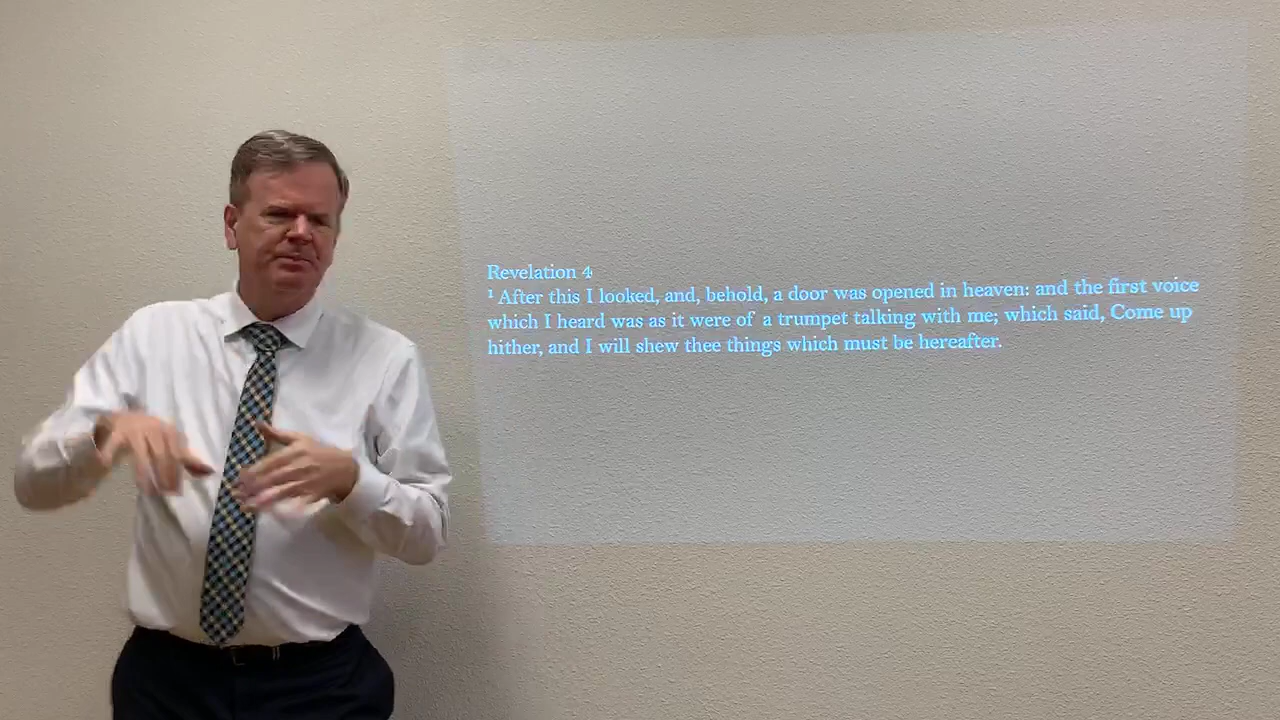 Revelation 4
¹ After this I looked, and, behold, a door was opened in heaven: and the first voice
which I heard was as it were of a trumpet talking with me; which said, Come up
hither, and I will shew thee things which must be hereafter.